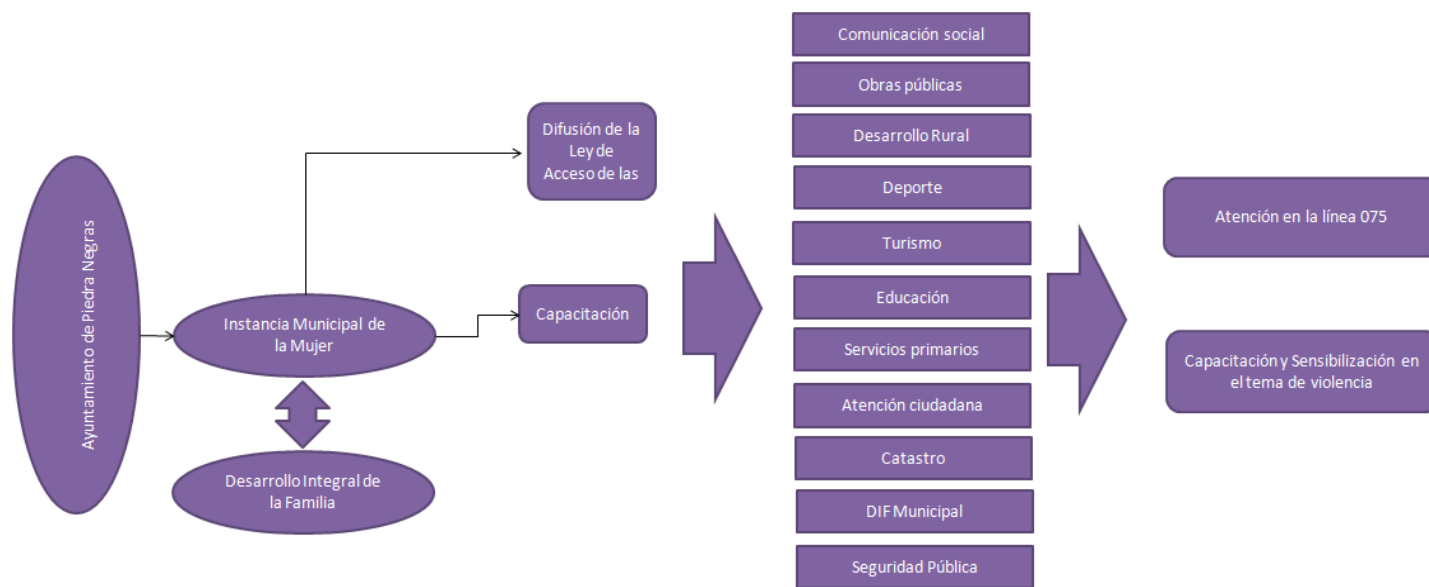 Ayuntamiento de Piedra Negras
Instancia Municipal de
la Mujer
Desarrollo Integral de
la Familia
Difusión de la
Ley de
Acceso de las
Capacitación
Comunicación social
Obras públicas
Desarrollo Rural
Deporte
Turismo
Educación
Servicios primarios
Atención ciudadana
Catastro
DIF Municipal
Seguridad Pública
Atención en la línea 075
Capacitación y Sensibilización en
el tema de violencia